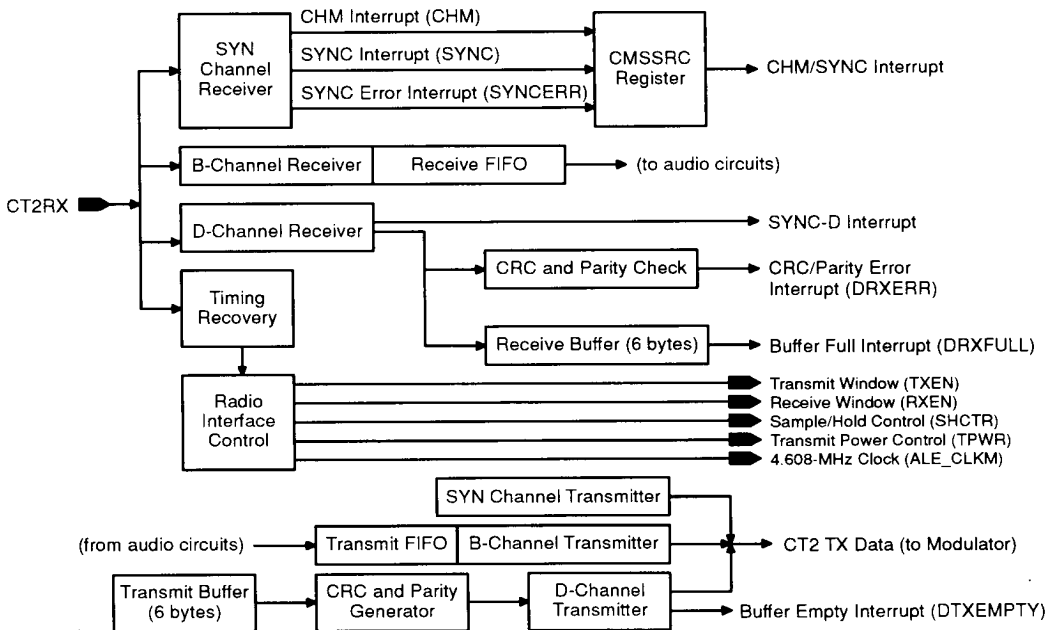 CHM Interrupt (CHM)
SYN
Channel
Receiver
SYNC Interrupt (SYNC)
SYNC Error Interrupt (SYNCERR)
CMSSRC
Register
CHM/SYNC Interrupt
B-Channel Receiver
Receive FIFO
(to audio circuits)
CT2RX
D-Channel Receiver
SYNC-D Interrupt
CRC and Parity Check
CRC/Parity Error
Interrupt (DRXERR)
Timing
Recovery
Receive Buffer (6 bytes)
Buffer Full Interrupt (DRXFULL)
Radio
Interface
Control
Transmit Window (TXEN)
Receive Window (RXEN)
Sample/Hold Control (SHCTR)
Transmit Power Control (TPWR)
4.608-MHz Clock (ALE_CLKM)
SYN Channel Transmitter
(from audio circuits)
Transmit FIFO
B-Channel Transmitter
CT2 TX Data (to Modulator)
Transmit Buffer
(6 bytes)
CRC and Parity
Generator
D-Channel
Transmitter
Buffer Empty Interrupt (DTXEMPTY)